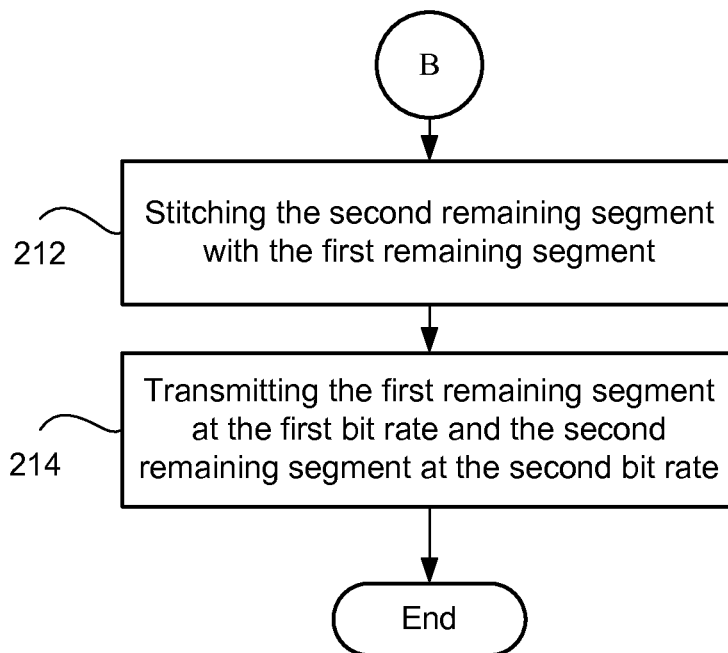 B
Stitching the second remaining segment
with the first remaining segment
212
Transmitting the first remaining segment
at the first bit rate and the second
remaining segment at the second bit rate
214
End